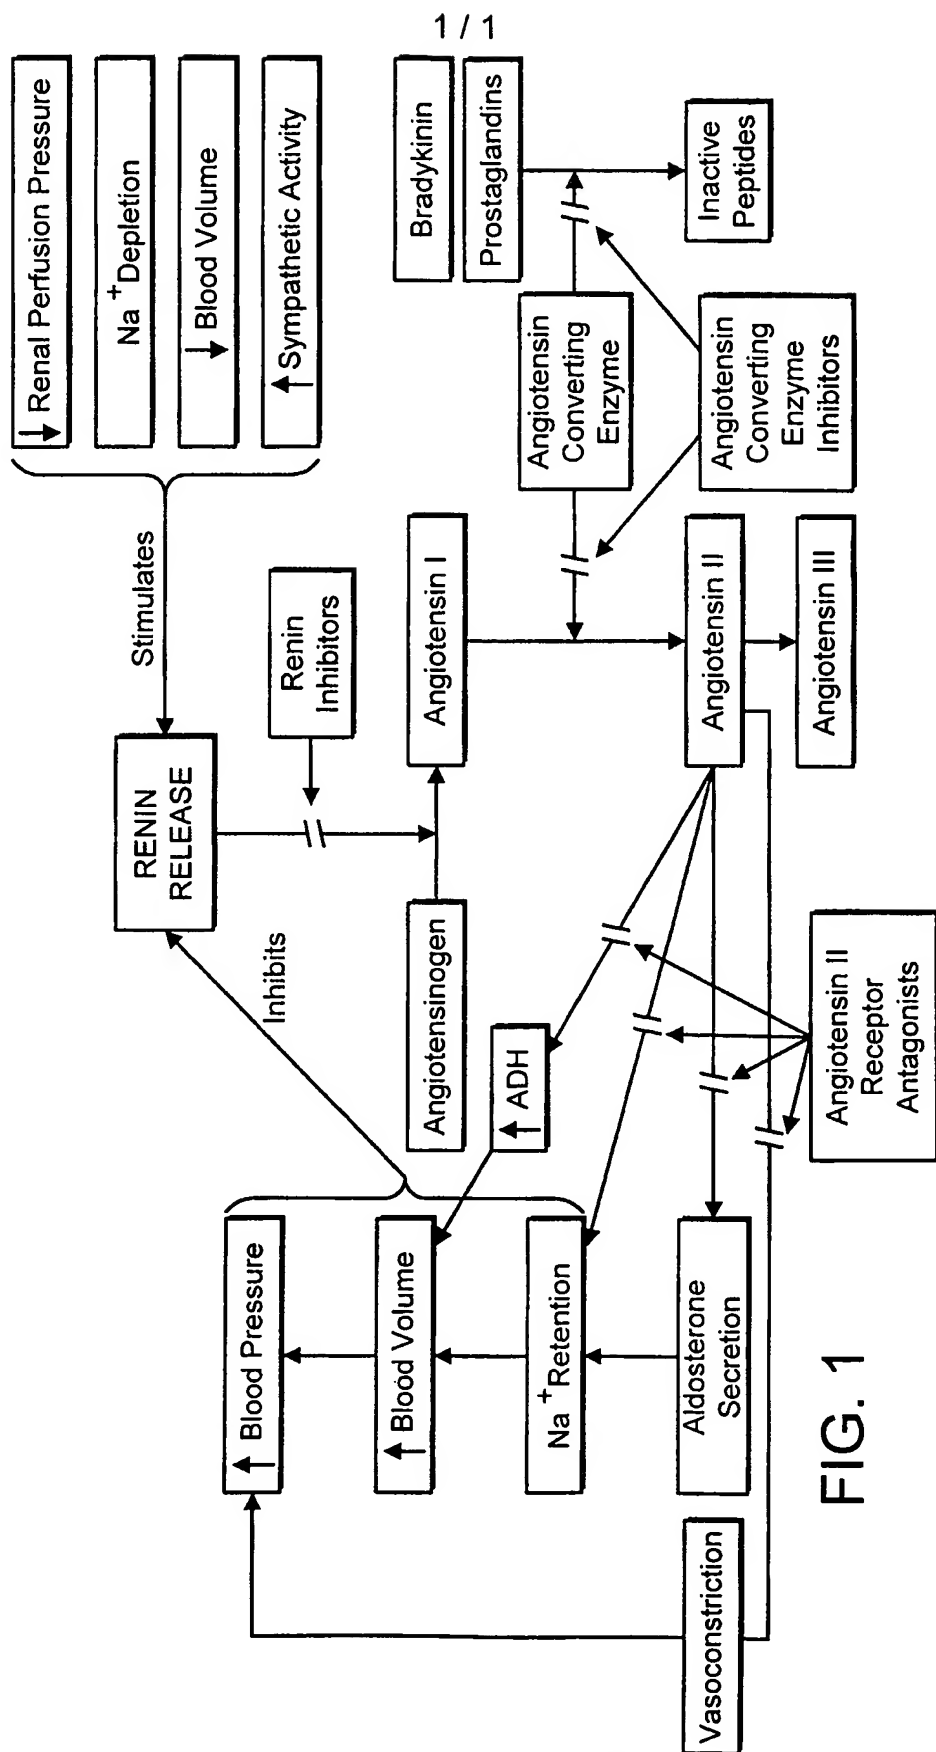 1 / 1
↓ Renal Perfusion Pressure
Na + Depletion
↓ Blood Volume
↑ Sympathetic Activity
Stimulates
RENIN
RELEASE
Inhibits
Renin
Inhibitors
↑ Blood Pressure
↑ Blood Volume
Na + Retention
Aldosterone
Secretion
Vasoconstriction
↑ ADH
Angiotensinogen
Angiotensin I
Angiotensin II
Angiotensin III
Angiotensin
Converting
Enzyme
Angiotensin
Converting
Enzyme
Inhibitors
Bradykinin
Prostaglandins
Inactive
Peptides
Angiotensin II
Receptor
Antagonists
FIG. 1